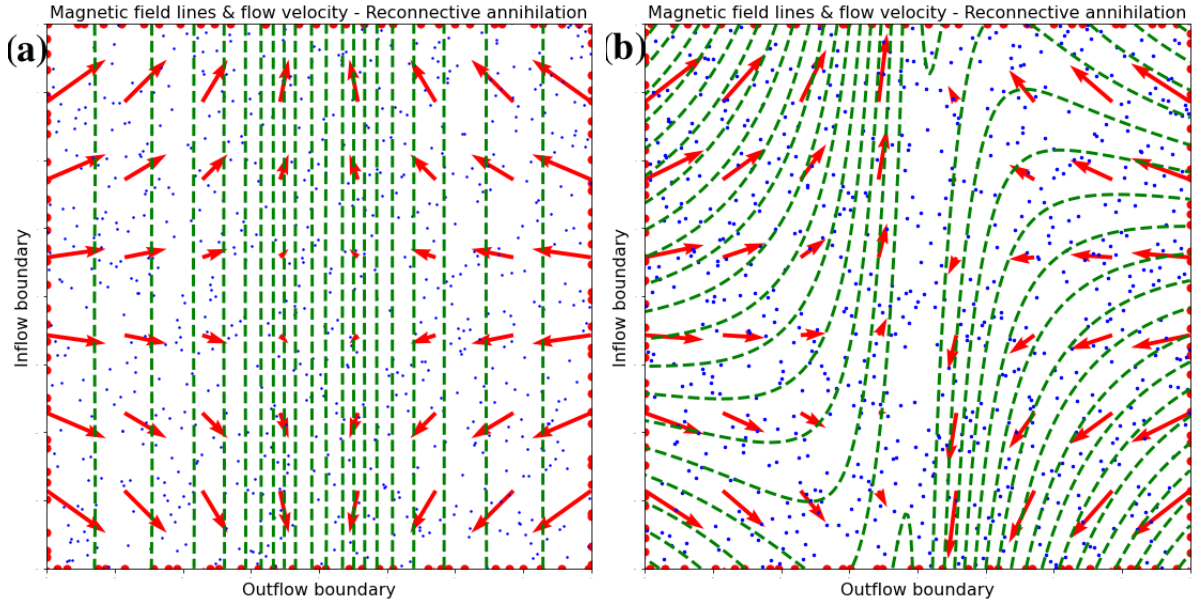 Magnetic field lines & flow velocity - Reconnective annihilation
(a)
Inflow boundary
Outflow boundary
Magnetic field lines & flow velocity - Reconnective annihilation
(b)
Inflow boundary
Outflow boundary